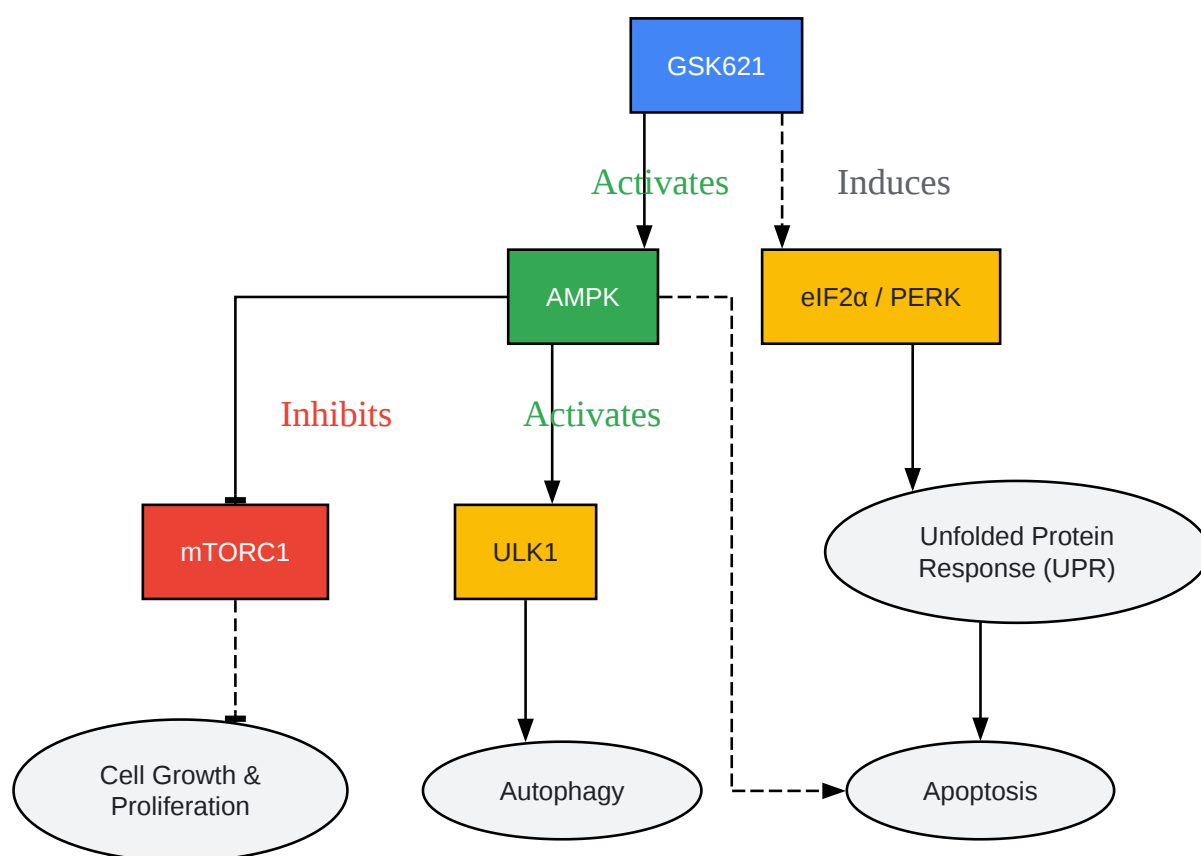 GSK621
Activates
Induces
AMPK
eIF2α / PERK
Inhibits
Activates
mTORC1
ULK1
Unfolded Protein
Response (UPR)
Cell Growth &
Proliferation
Autophagy
Apoptosis